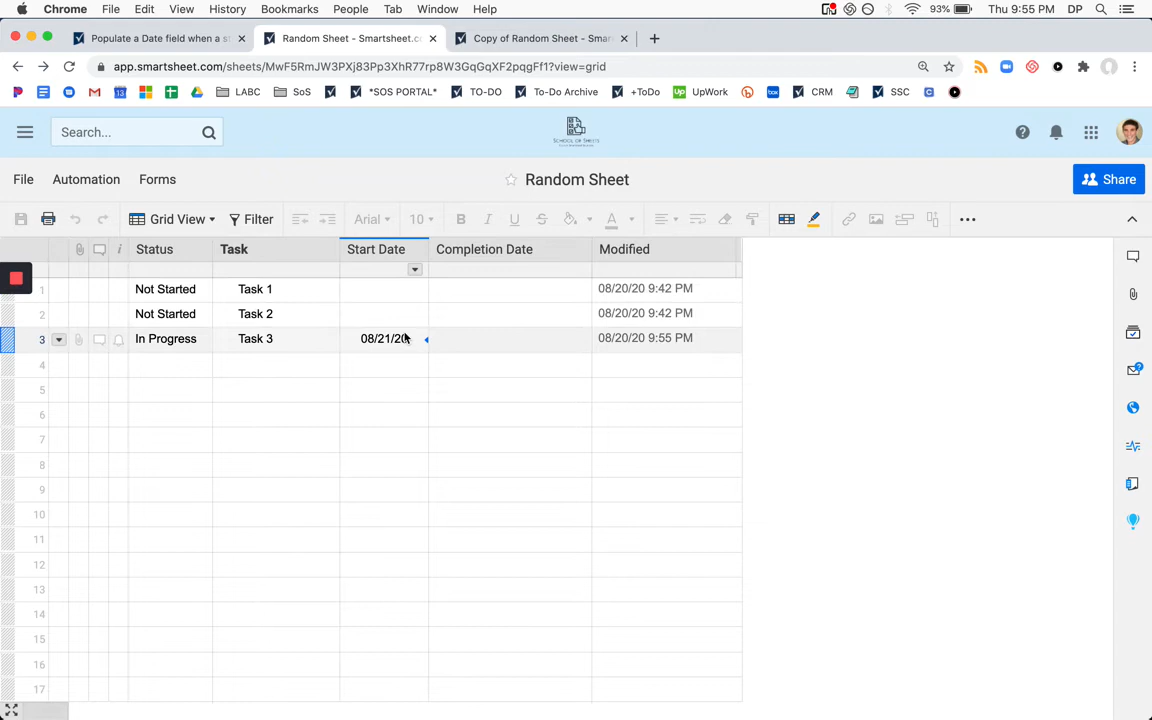 Chrome File Edit View History Bookmarks People Tab Window Help 93% Thu 9:55 PM DP
Populate a Date field when a st Random Sheet - Smartsheet.c Copy of Random Sheet - Sma
app.smartsheet.com/sheets/MwF5RmJW3PXj83Pp3XhR77rp8W3GqGqXF2pqgFf1?view=grid
LABC SoS *SOS PORTAL* TO-DO To-Do Archive +ToDo Up UpWork box CRM SSC
Search...
SCHOOL OF SHEETS
File Automation Forms Random Sheet Share
Grid View Filter Arial 10 B I U S A
Status Task Start Date Completion Date Modified
1 Not Started Task 1 08/20/20 9:42 PM
2 Not Started Task 2 08/20/20 9:42 PM
3 In Progress Task 3 08/21/20 08/20/20 9:55 PM
4
5
6
7
8
9
10
11
12
13
14
15
16
17